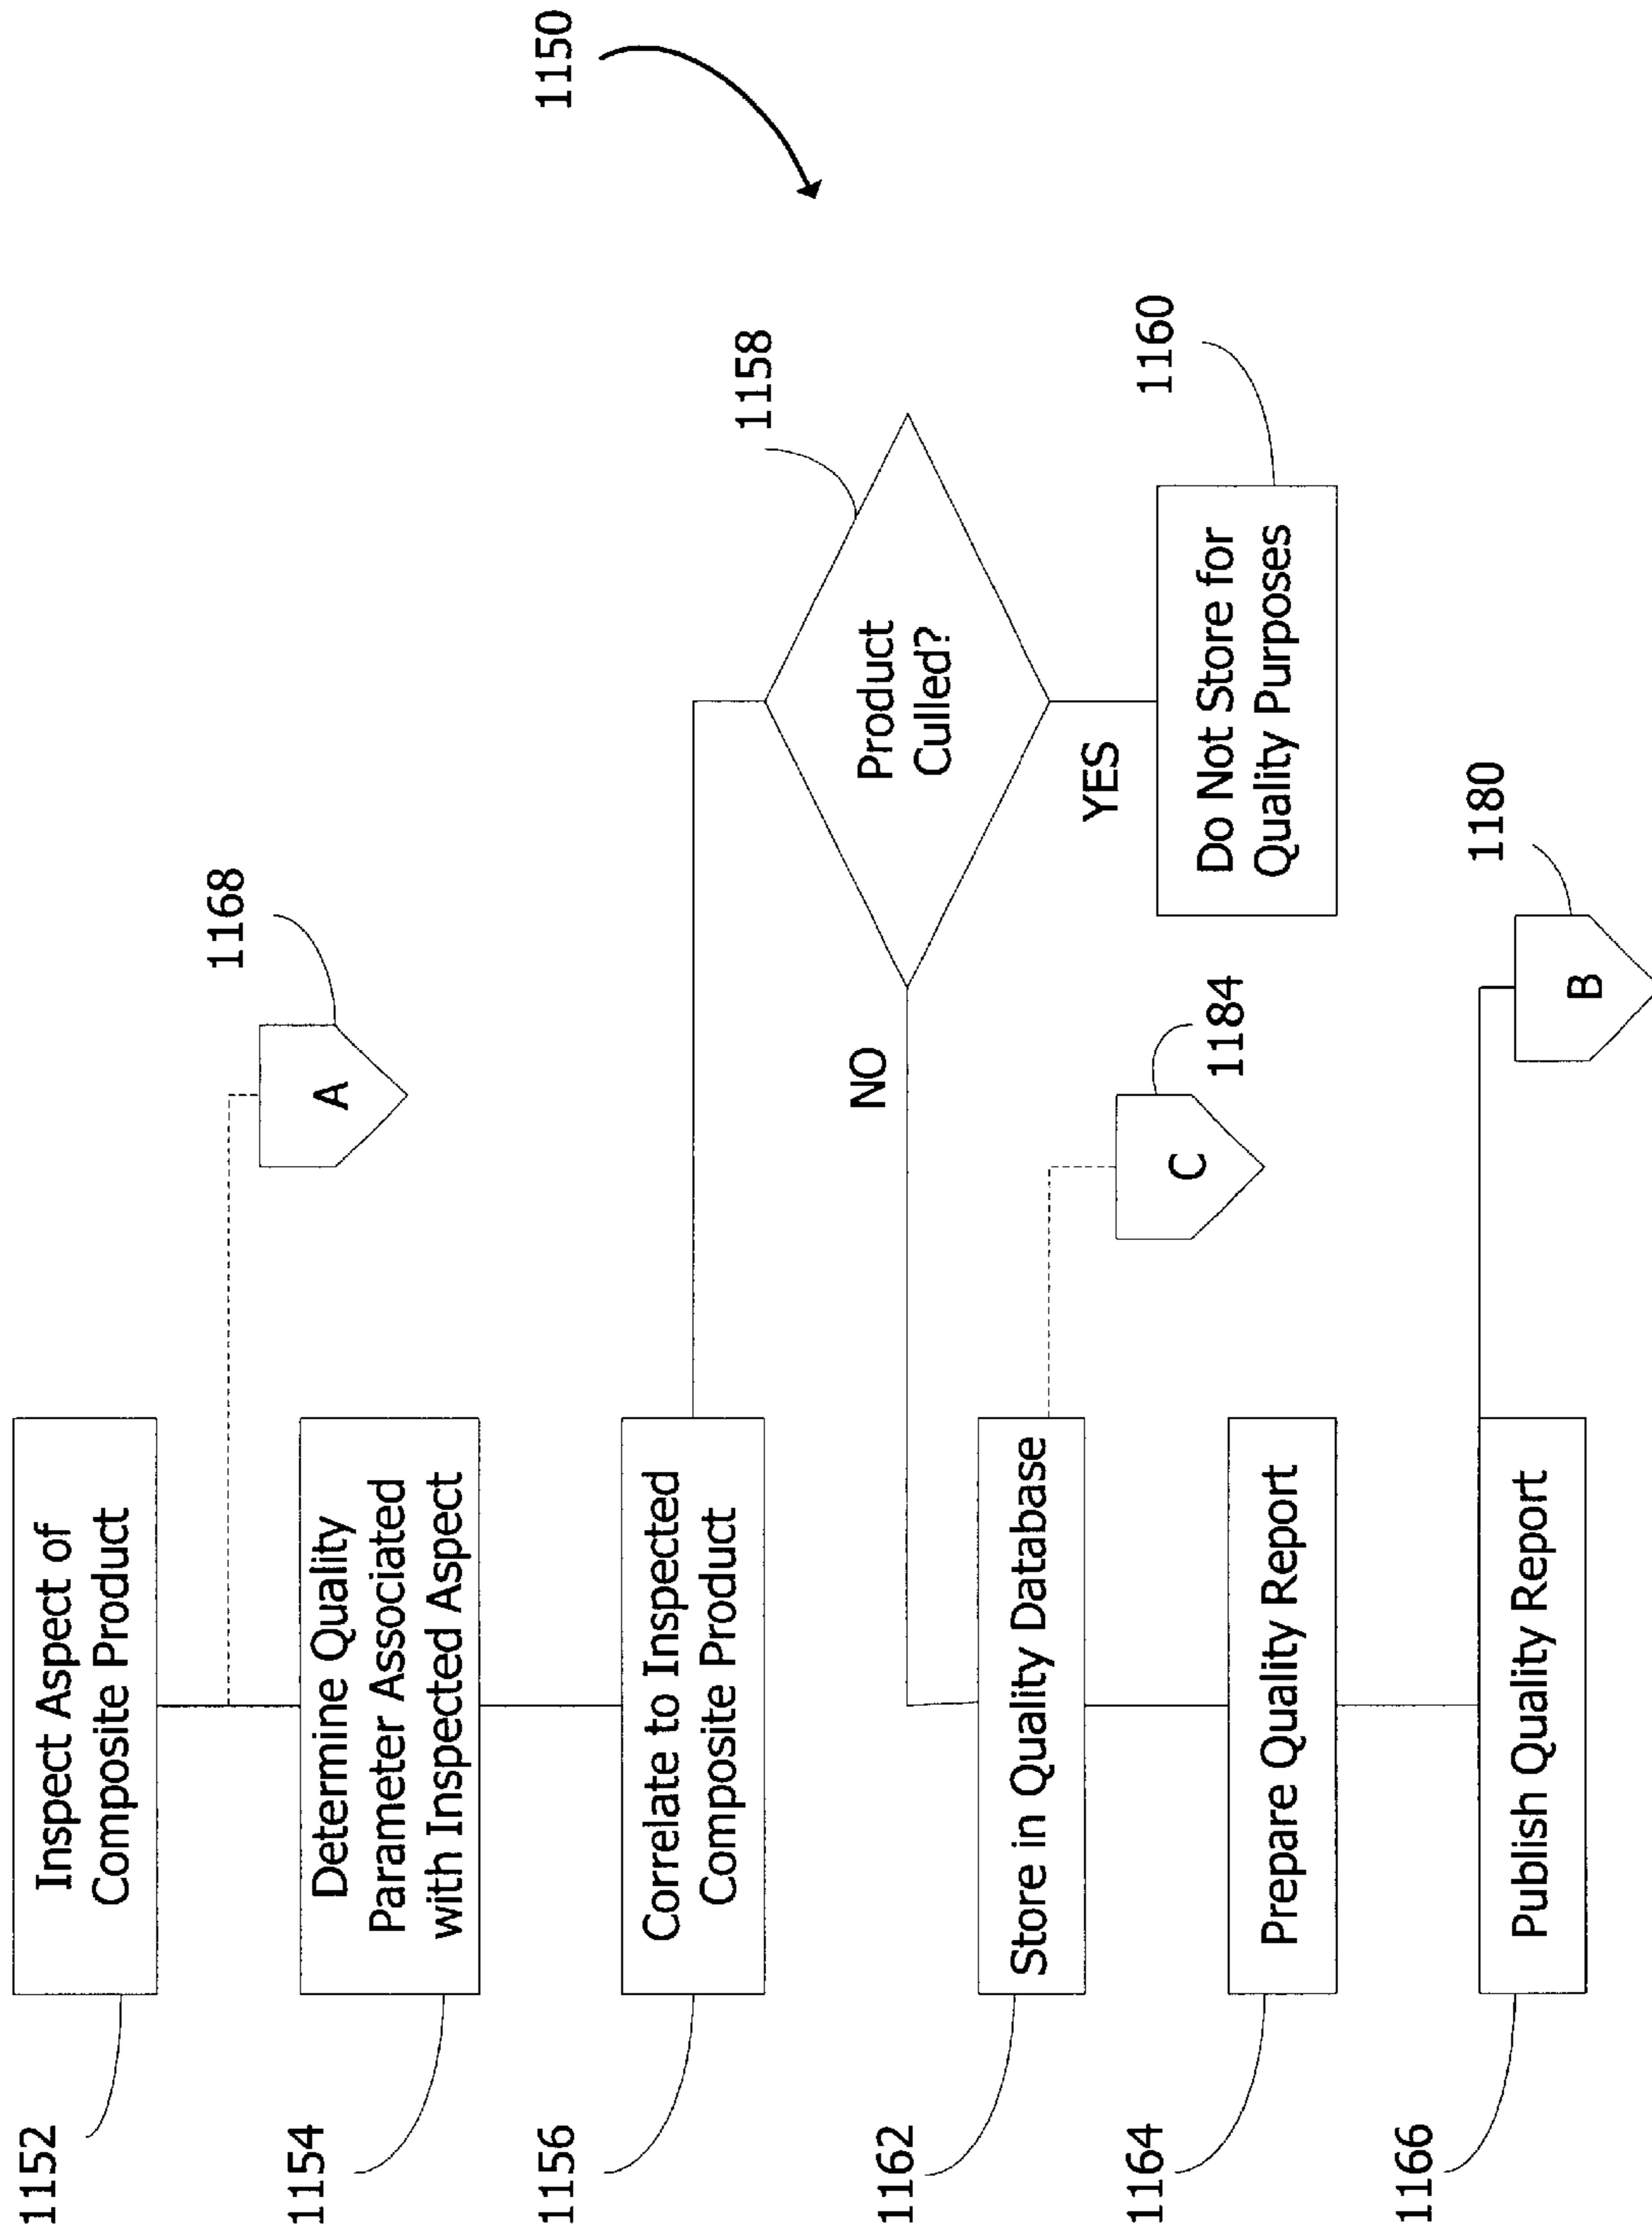 1150
1152
Inspect Aspect of
Composite Product
1168
A
1154
Determine Quality
Parameter Associated
with Inspected Aspect
1156
Correlate to Inspected
Composite Product
1158
Product
Culled?
NO
YES
1160
Do Not Store for
Quality Purposes
1162
Store in Quality Database
1184
C
1164
Prepare Quality Report
1166
Publish Quality Report
1180
B